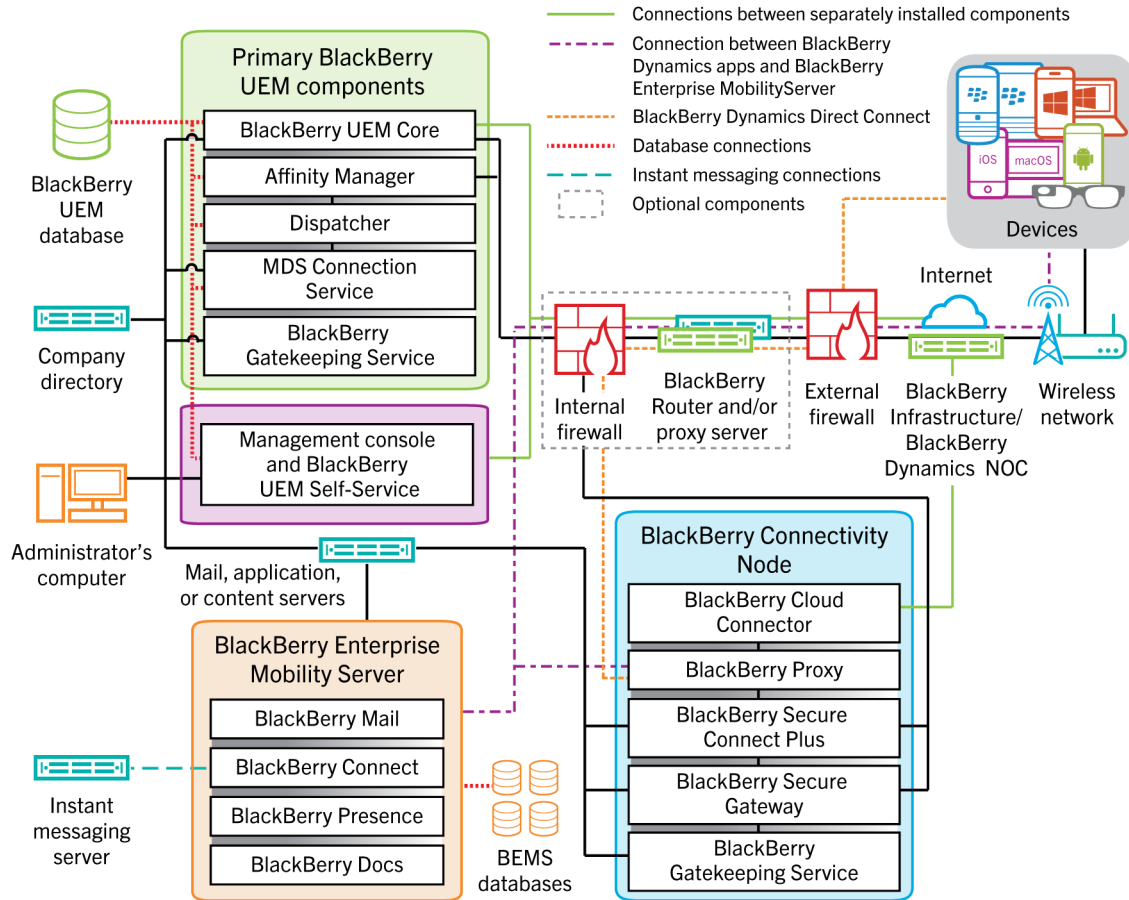 Connections between separately installed components
Connection between BlackBerry
Dynamics apps and BlackBerry
Enterprise MobilityServer
BlackBerry Dynamics Direct Connect
Database connections
Instant messaging connections
Optional components
Primary BlackBerry
UEM components
BlackBerry UEM Core
Affinity Manager
Dispatcher
MDS Connection
Service
BlackBerry
Gatekeeping Service
BlackBerry
UEM
database
Company
directory
Management console
and BlackBerry
UEM Self-Service
Administrator's
computer
iOS
macOS
Devices
Internet
Internal
firewall
BlackBerry
Router and/or
proxy server
External
firewall
BlackBerry
Infrastructure/
BlackBerry
Dynamics NOC
Wireless
network
Mail, application,
or content servers
BlackBerry Enterprise
Mobility Server
BlackBerry Mail
BlackBerry Connect
BlackBerry Presence
BlackBerry Docs
Instant
messaging
server
BEMS
databases
BlackBerry Connectivity
Node
BlackBerry Cloud
Connector
BlackBerry Proxy
BlackBerry Secure
Connect Plus
BlackBerry Secure
Gateway
BlackBerry
Gatekeeping Service